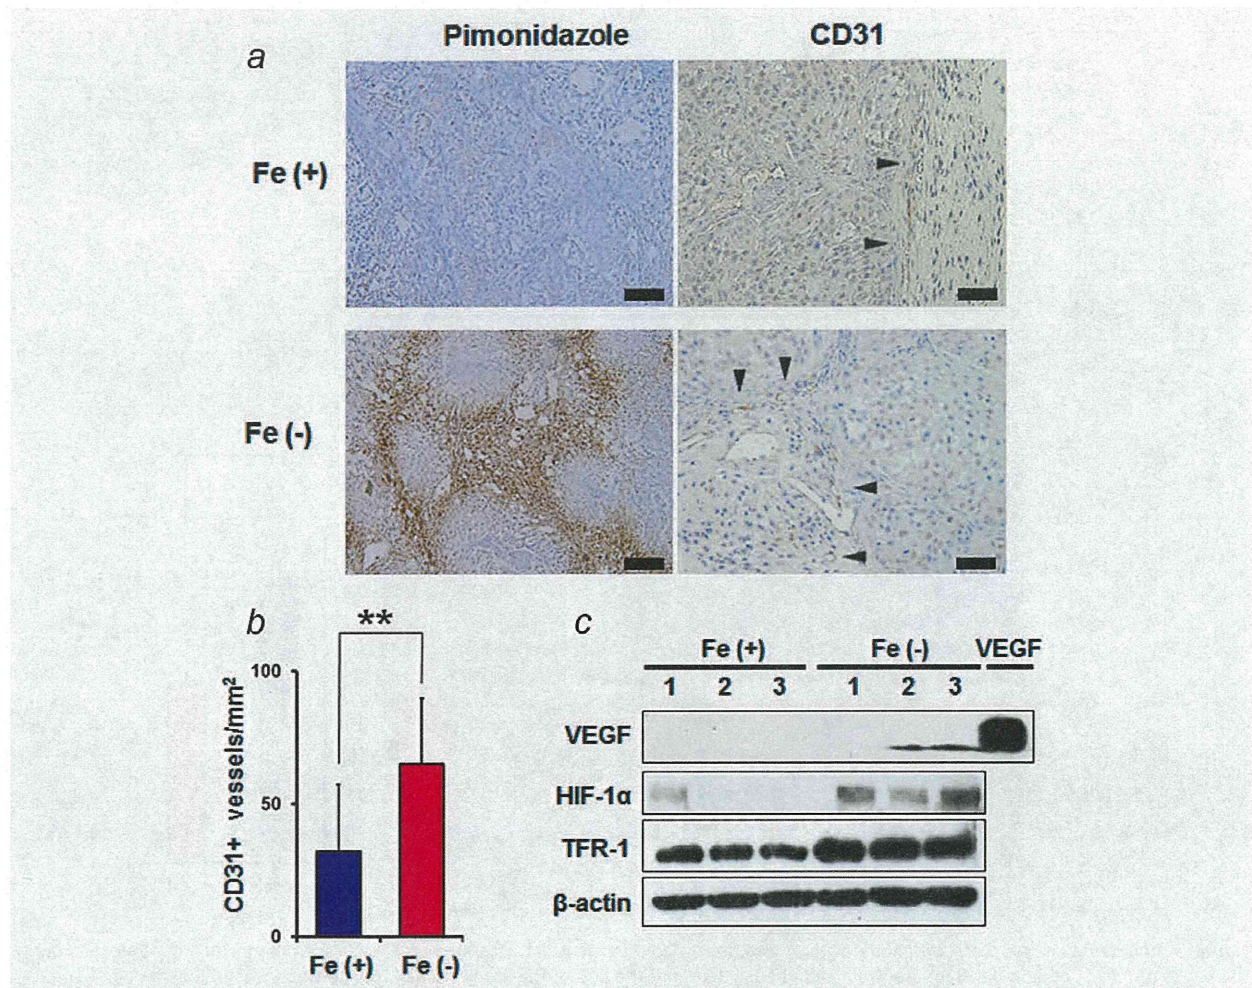 Pimonidazole CD31
a
Fe (+)
Fe (-)
b
**
100
50
0
CD31+ vessels/mm²
Fe (+) Fe (-)
c
Fe (+) Fe (-) VEGF
1 2 3 1 2 3
VEGF
HIF-1α
TFR-1
β-actin